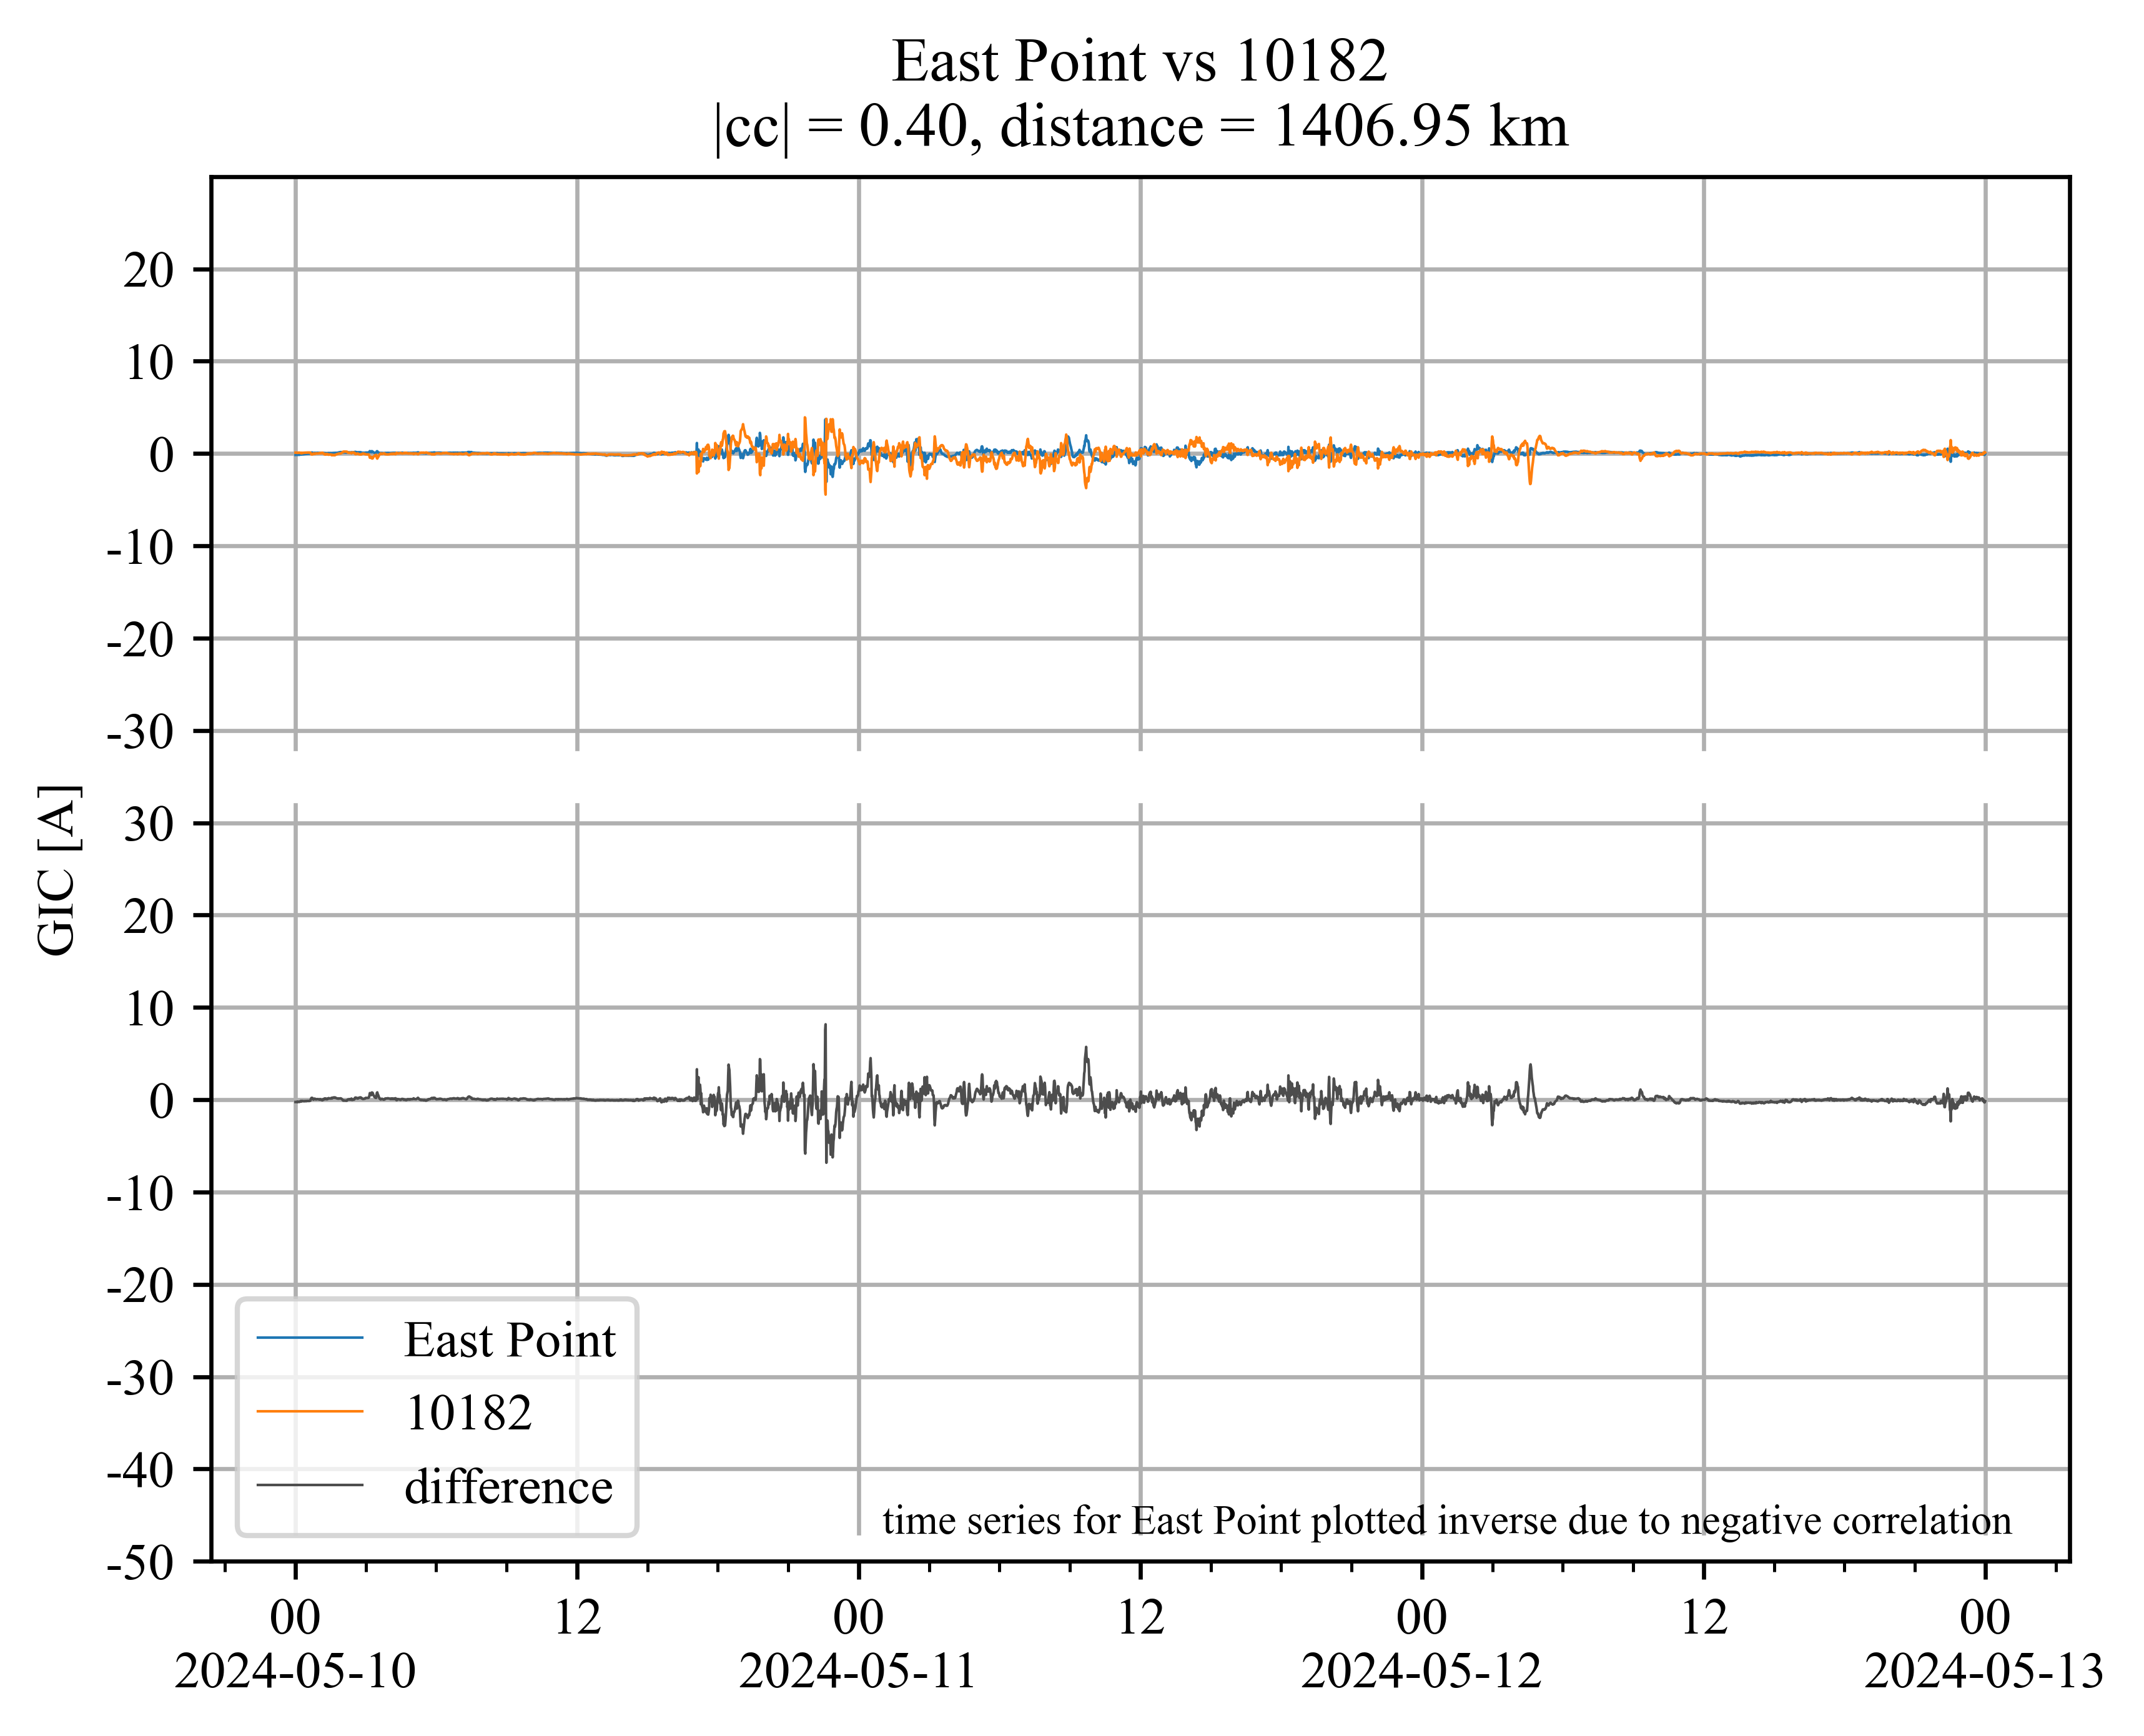 East Point vs 10182
|cc| = 0.40, distance = 1406.95 km
20
10
0
-10
-20
-30
30
20
10
0
-10
-20
-30
-40
-50
GIC [A]
East Point
10182
difference
time series for East Point plotted inverse due to negative correlation
00 12 00 12 00 12 00
2024-05-10 2024-05-11 2024-05-12 2024-05-13